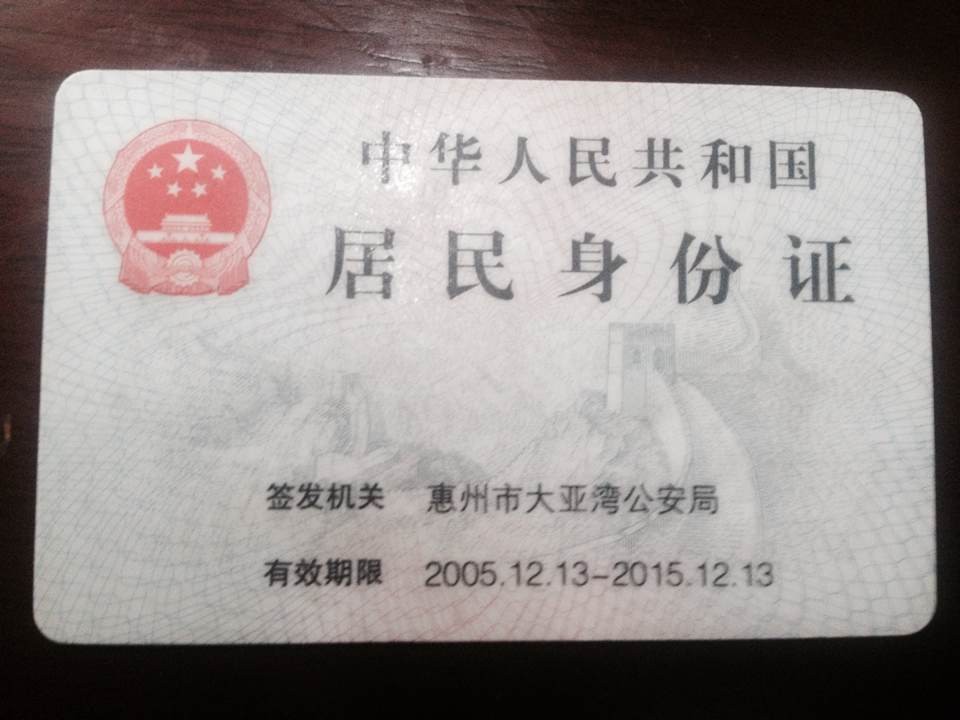 中华人民共和国
居民身份证
签发机关 惠州市大亚湾公安局
有效期限 2005.12.13-2015.12.13